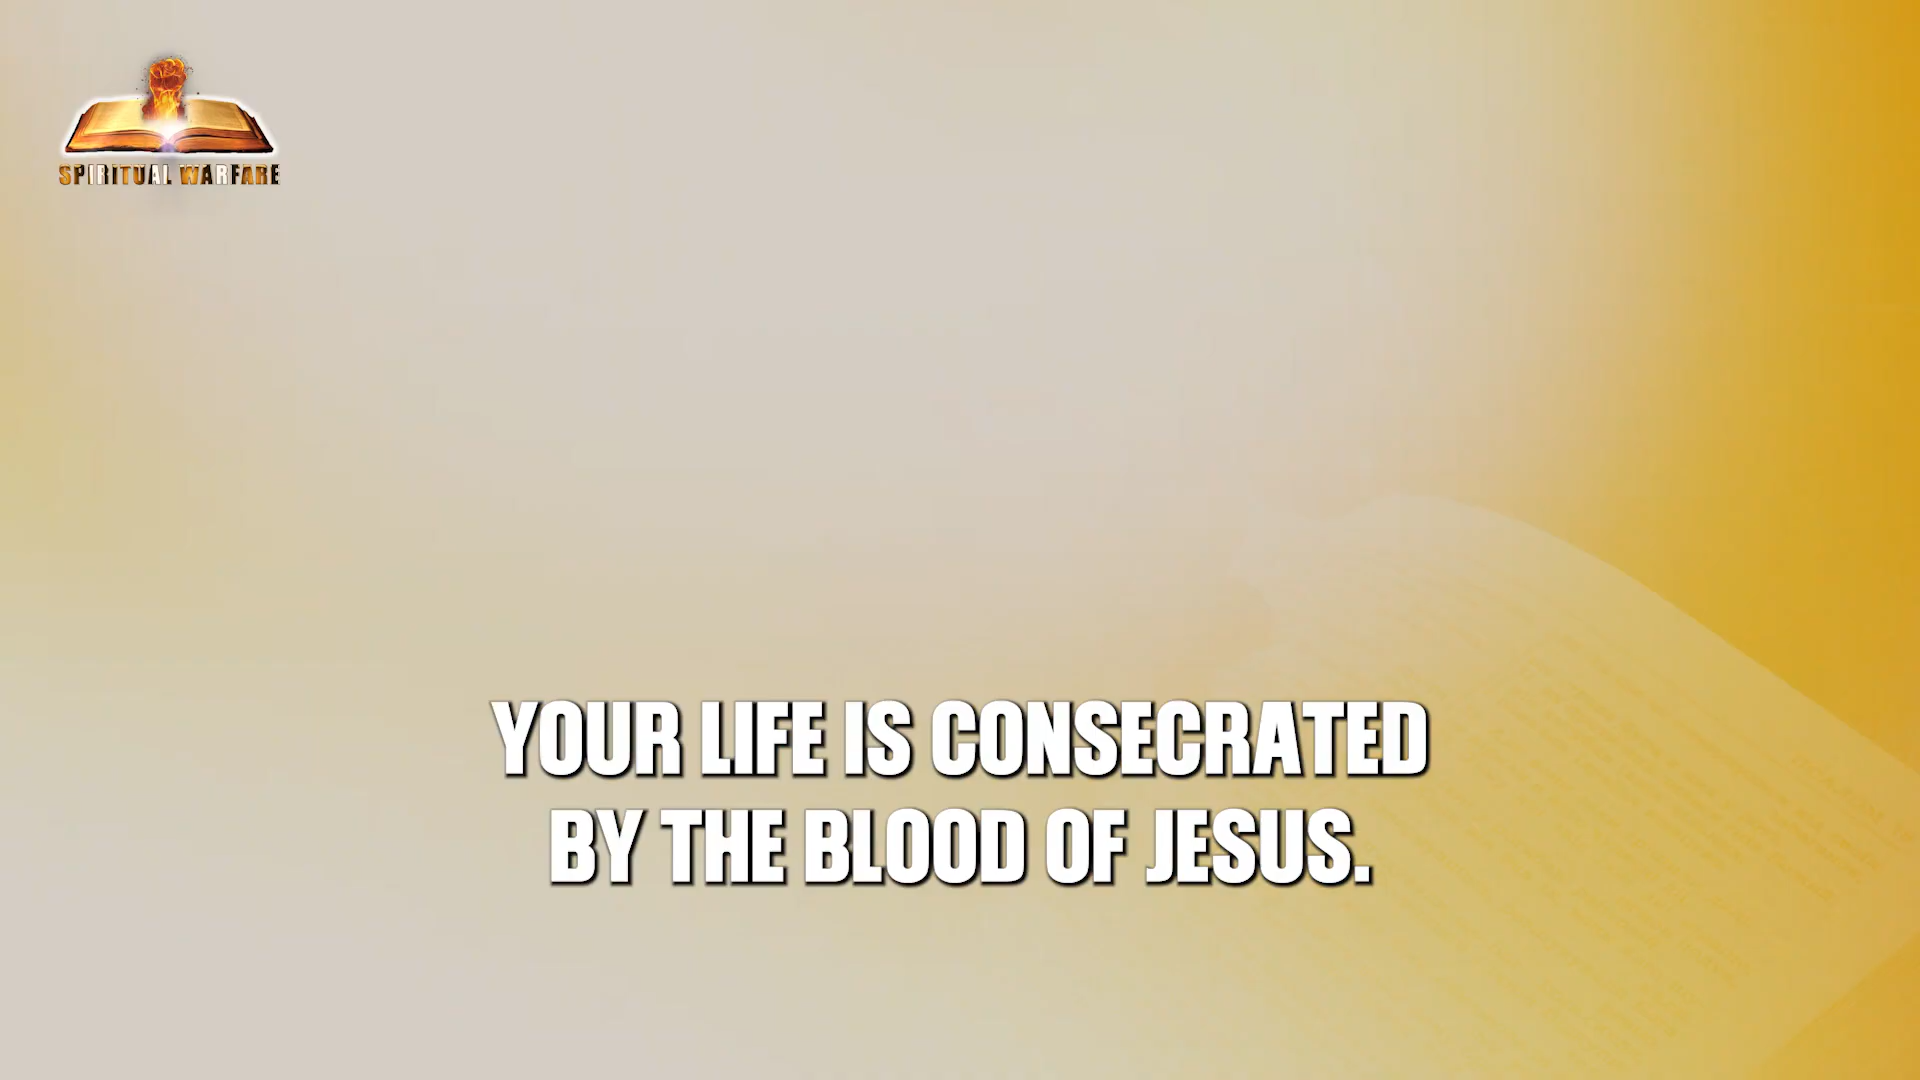 SPIRITUAL WARFARE
YOUR LIFE IS CONSECRATED
BY THE BLOOD OF JESUS.